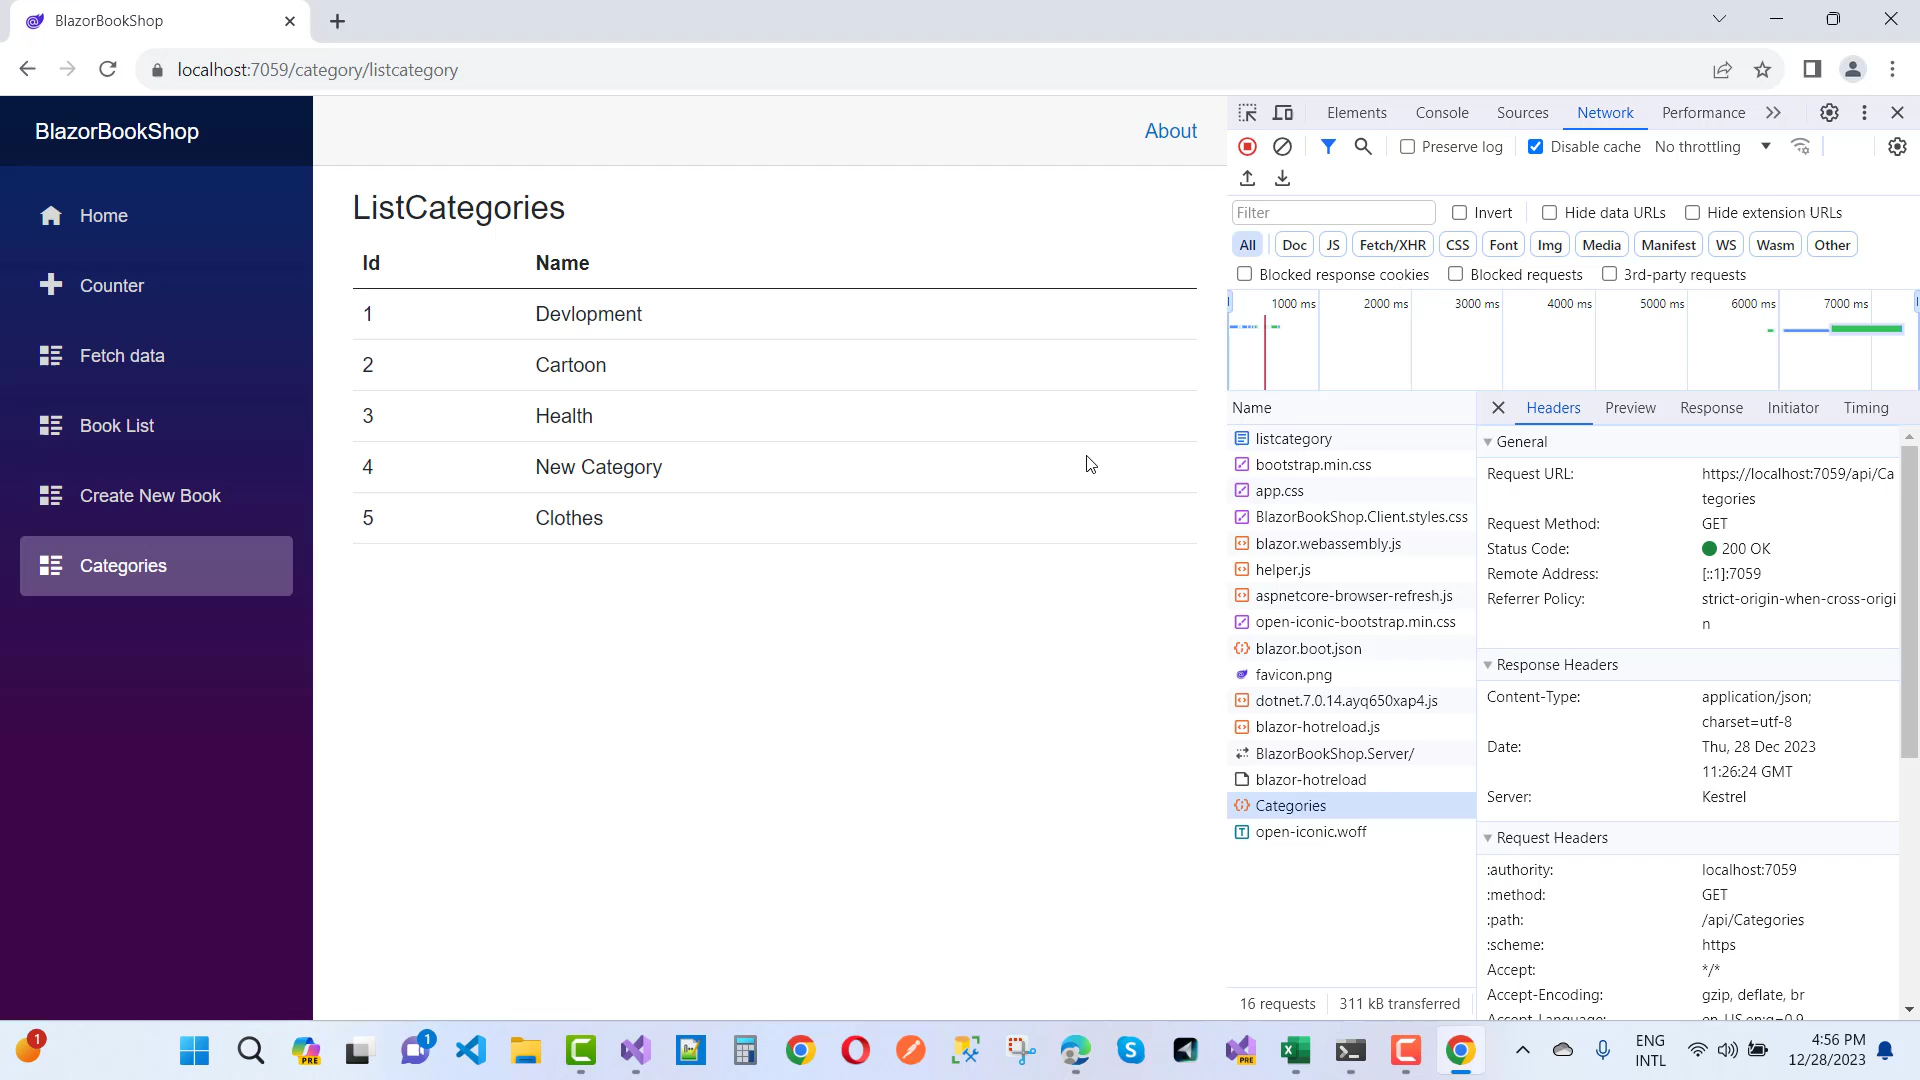 BlazorBookShop
localhost:7059/category/listcategory
BlazorBookShop
Home
Counter
Fetch data
Book List
Create New Book
Categories
About
ListCategories
Id Name
1 Devlopment
2 Cartoon
3 Health
4 New Category
5 Clothes
Elements Console Sources Network Performance
Preserve log Disable cache No throttling
Filter Invert Hide data URLs Hide extension URLs
All Doc JS Fetch/XHR CSS Font Img Media Manifest WS Wasm Other
Blocked response cookies Blocked requests 3rd-party requests
1000 ms 2000 ms 3000 ms 4000 ms 5000 ms 6000 ms 7000 ms
Name
listcategory
bootstrap.min.css
app.css
BlazorBookShop.Client.styles.css
blazor.webassembly.js
helper.js
aspnetcore-browser-refresh.js
open-iconic-bootstrap.min.css
blazor.boot.json
favicon.png
dotnet.7.0.14.ayq650xap4.js
blazor-hotreload.js
BlazorBookShop.Server/
blazor-hotreload
Categories
open-iconic.woff
16 requests 311 kB transferred
Headers Preview Response Initiator Timing
General
Request URL: https://localhost:7059/api/Ca
tegories
Request Method: GET
Status Code: 200 OK
Remote Address: [::1]:7059
Referrer Policy: strict-origin-when-cross-origi
n
Response Headers
Content-Type: application/json;
charset=utf-8
Date: Thu, 28 Dec 2023
11:26:24 GMT
Server: Kestrel
Request Headers
:authority: localhost:7059
:method: GET
:path: /api/Categories
:scheme: https
Accept: */*
Accept-Encoding: gzip, deflate, br
Accept-Language: en-US,en;q=0.9
1
PRE
1
PRE
ENG
INTL
4:56 PM
12/28/2023